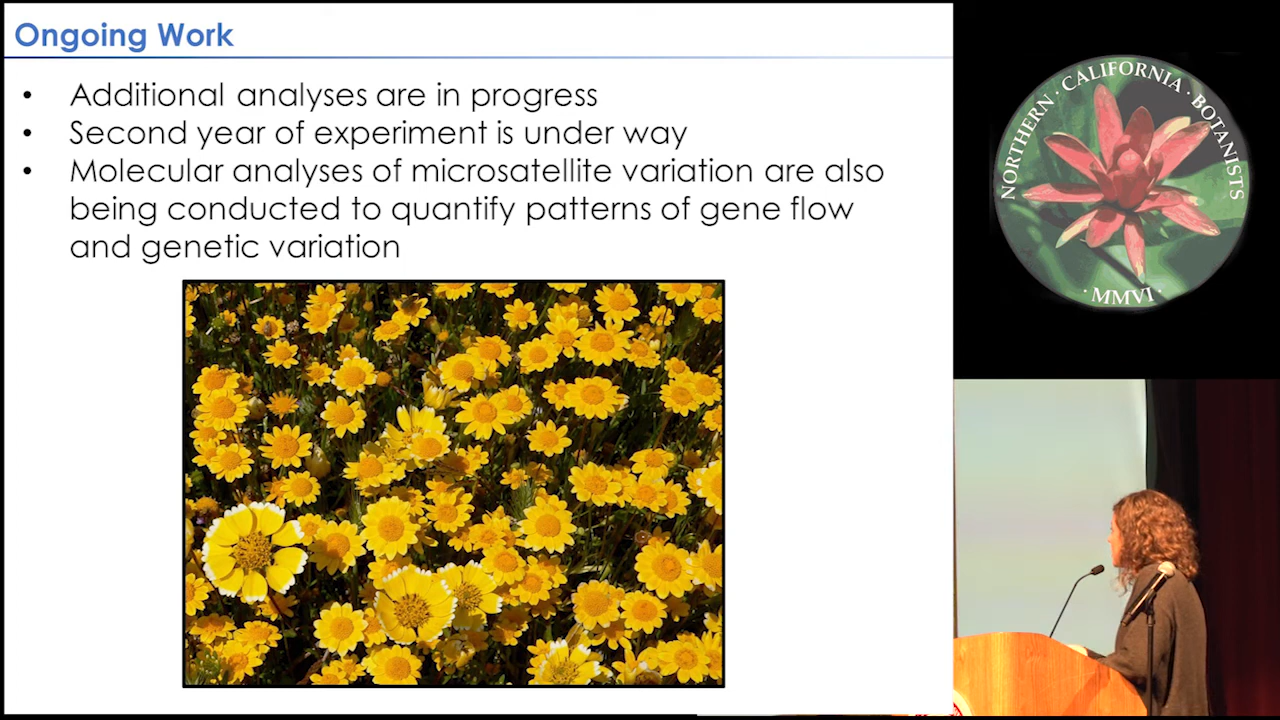 Ongoing Work
• Additional analyses are in progress
• Second year of experiment is under way
• Molecular analyses of microsatellite variation are also
being conducted to quantify patterns of gene flow
and genetic variation
NORTHERN · CALIFORNIA · BOTANISTS
· MMVI ·